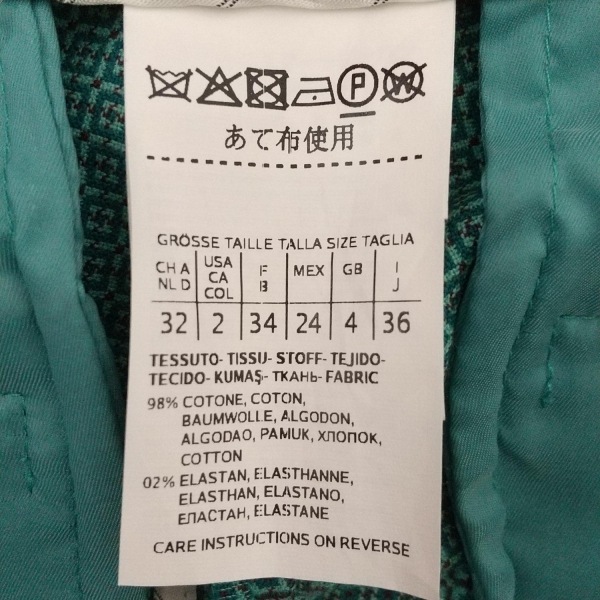 P W
あて布使用
GRÖSSE TAILLE TALLA SIZE TAGLIA
CH A NL D USA CA COL F B MEX GB I J
32 2 34 24 4 36
TESSUTO- TISSU- STOFF- TEJIDO-
TECIDO- KUMAŞ- ТКАНЬ- FABRIC
98% COTONE, COTON,
BAUMWOLLE, ALGODON,
ALGODAO, PAMUK, ХЛОПОК,
COTTON
02% ELASTAN, ELASTHANNE,
ELASTHAN, ELASTANO,
ЕЛАСТАН, ELASTANE
CARE INSTRUCTIONS ON REVERSE